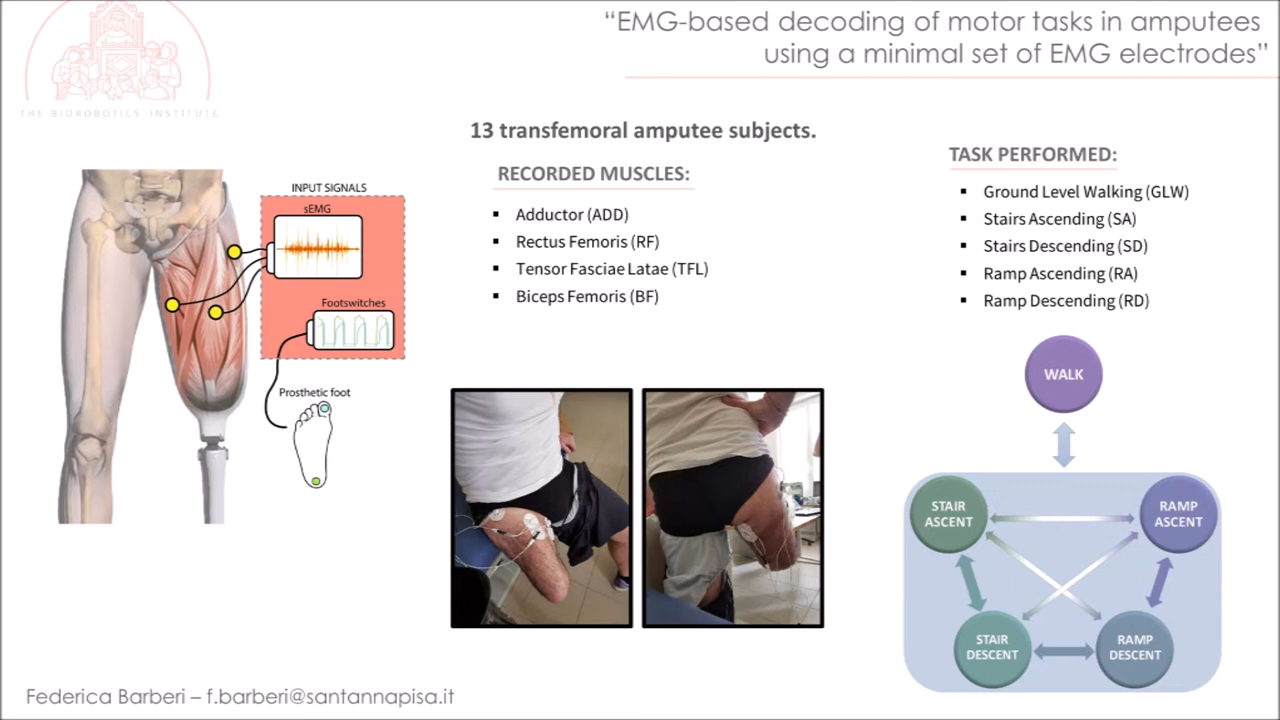 “EMG-based decoding of motor tasks in amputees
using a minimal set of EMG electrodes”
THE BIOROBOTICS INSTITUTE
13 transfemoral amputee subjects.
INPUT SIGNALS
sEMG
Footswitches
Prosthetic foot
RECORDED MUSCLES:
▪ Adductor (ADD)
▪ Rectus Femoris (RF)
▪ Tensor Fasciae Latae (TFL)
▪ Biceps Femoris (BF)
TASK PERFORMED:
▪ Ground Level Walking (GLW)
▪ Stairs Ascending (SA)
▪ Stairs Descending (SD)
▪ Ramp Ascending (RA)
▪ Ramp Descending (RD)
WALK
STAIR
ASCENT
RAMP
ASCENT
STAIR
DESCENT
RAMP
DESCENT
Federica Barberi – f.barberi@santannapisa.it